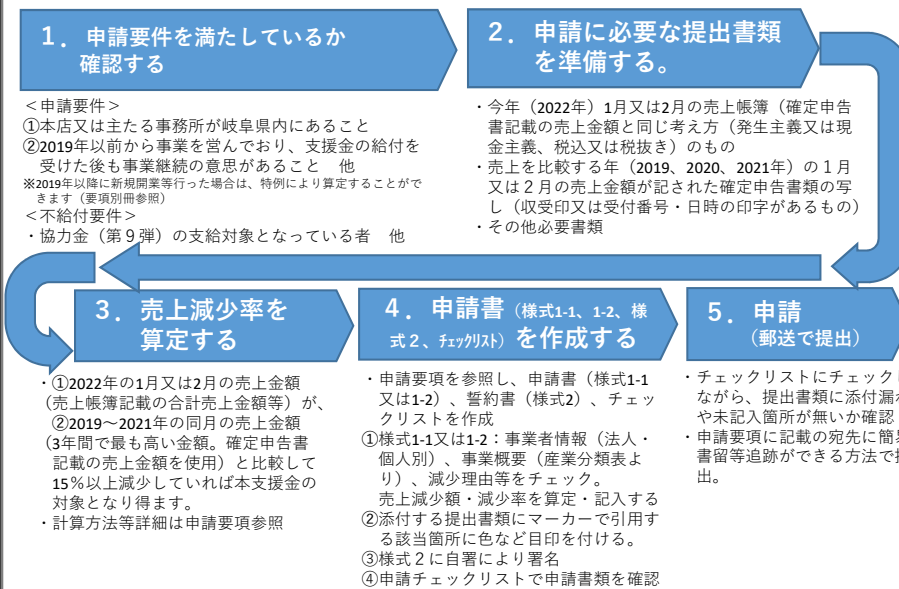 １．申請要件を満たしているか
確認する
＜申請要件＞
①本店又は主たる事務所が岐阜県内にあること
②2019年以前から事業を営んでおり、支援金の給付を
受けた後も事業継続の意思があること　他
※2019年以降に新規開業等行った場合は、特例により算定することがで
きます（要項別冊参照）
＜不給付要件＞
・協力金（第９弾）の支給対象となっている者　他
２．申請に必要な提出書類
を準備する。
・今年（2022年）1月又は2月の売上帳簿（確定申告
書記載の売上金額と同じ考え方（発生主義又は現
金主義、税込又は税抜き）のもの
・売上を比較する年（2019、2020、2021年）の１月
又は２月の売上金額が記された確定申告書類の写
し（収受印又は受付番号・日時の印字があるもの）
・その他必要書類
３．売上減少率を
算定する
・①2022年の1月又は2月の売上金額
（売上帳簿記載の合計売上金額等）が、
②2019～2021年の同月の売上金額
（3年間で最も高い金額。確定申告書
記載の売上金額を使用）と比較して
15％以上減少していれば本支援金の
対象となり得ます。
・計算方法等詳細は申請要項参照
４．申請書（様式1-1、1-2、様
式２、ﾁｪｯｸﾘｽﾄ）を作成する
・申請要項を参照し、申請書（様式1-1
又は1-2）、誓約書（様式2）、チェッ
クリストを作成
①様式1-1又は1-2：事業者情報（法人・
個人別）、事業概要（産業分類表よ
り）、減少理由等をチェック。
売上減少額・減少率を算定・記入する
②添付する提出書類にマーカーで引用す
る該当箇所に色など目印を付ける。
③様式２に自署により署名
④申請チェックリストで申請書類を確認
５．申請
（郵送で提出）
・チェックリストにチェック
ながら、提出書類に添付漏
や未記入箇所が無いか確認
・申請要項に記載の宛先に簡
書留等追跡ができる方法で
出。